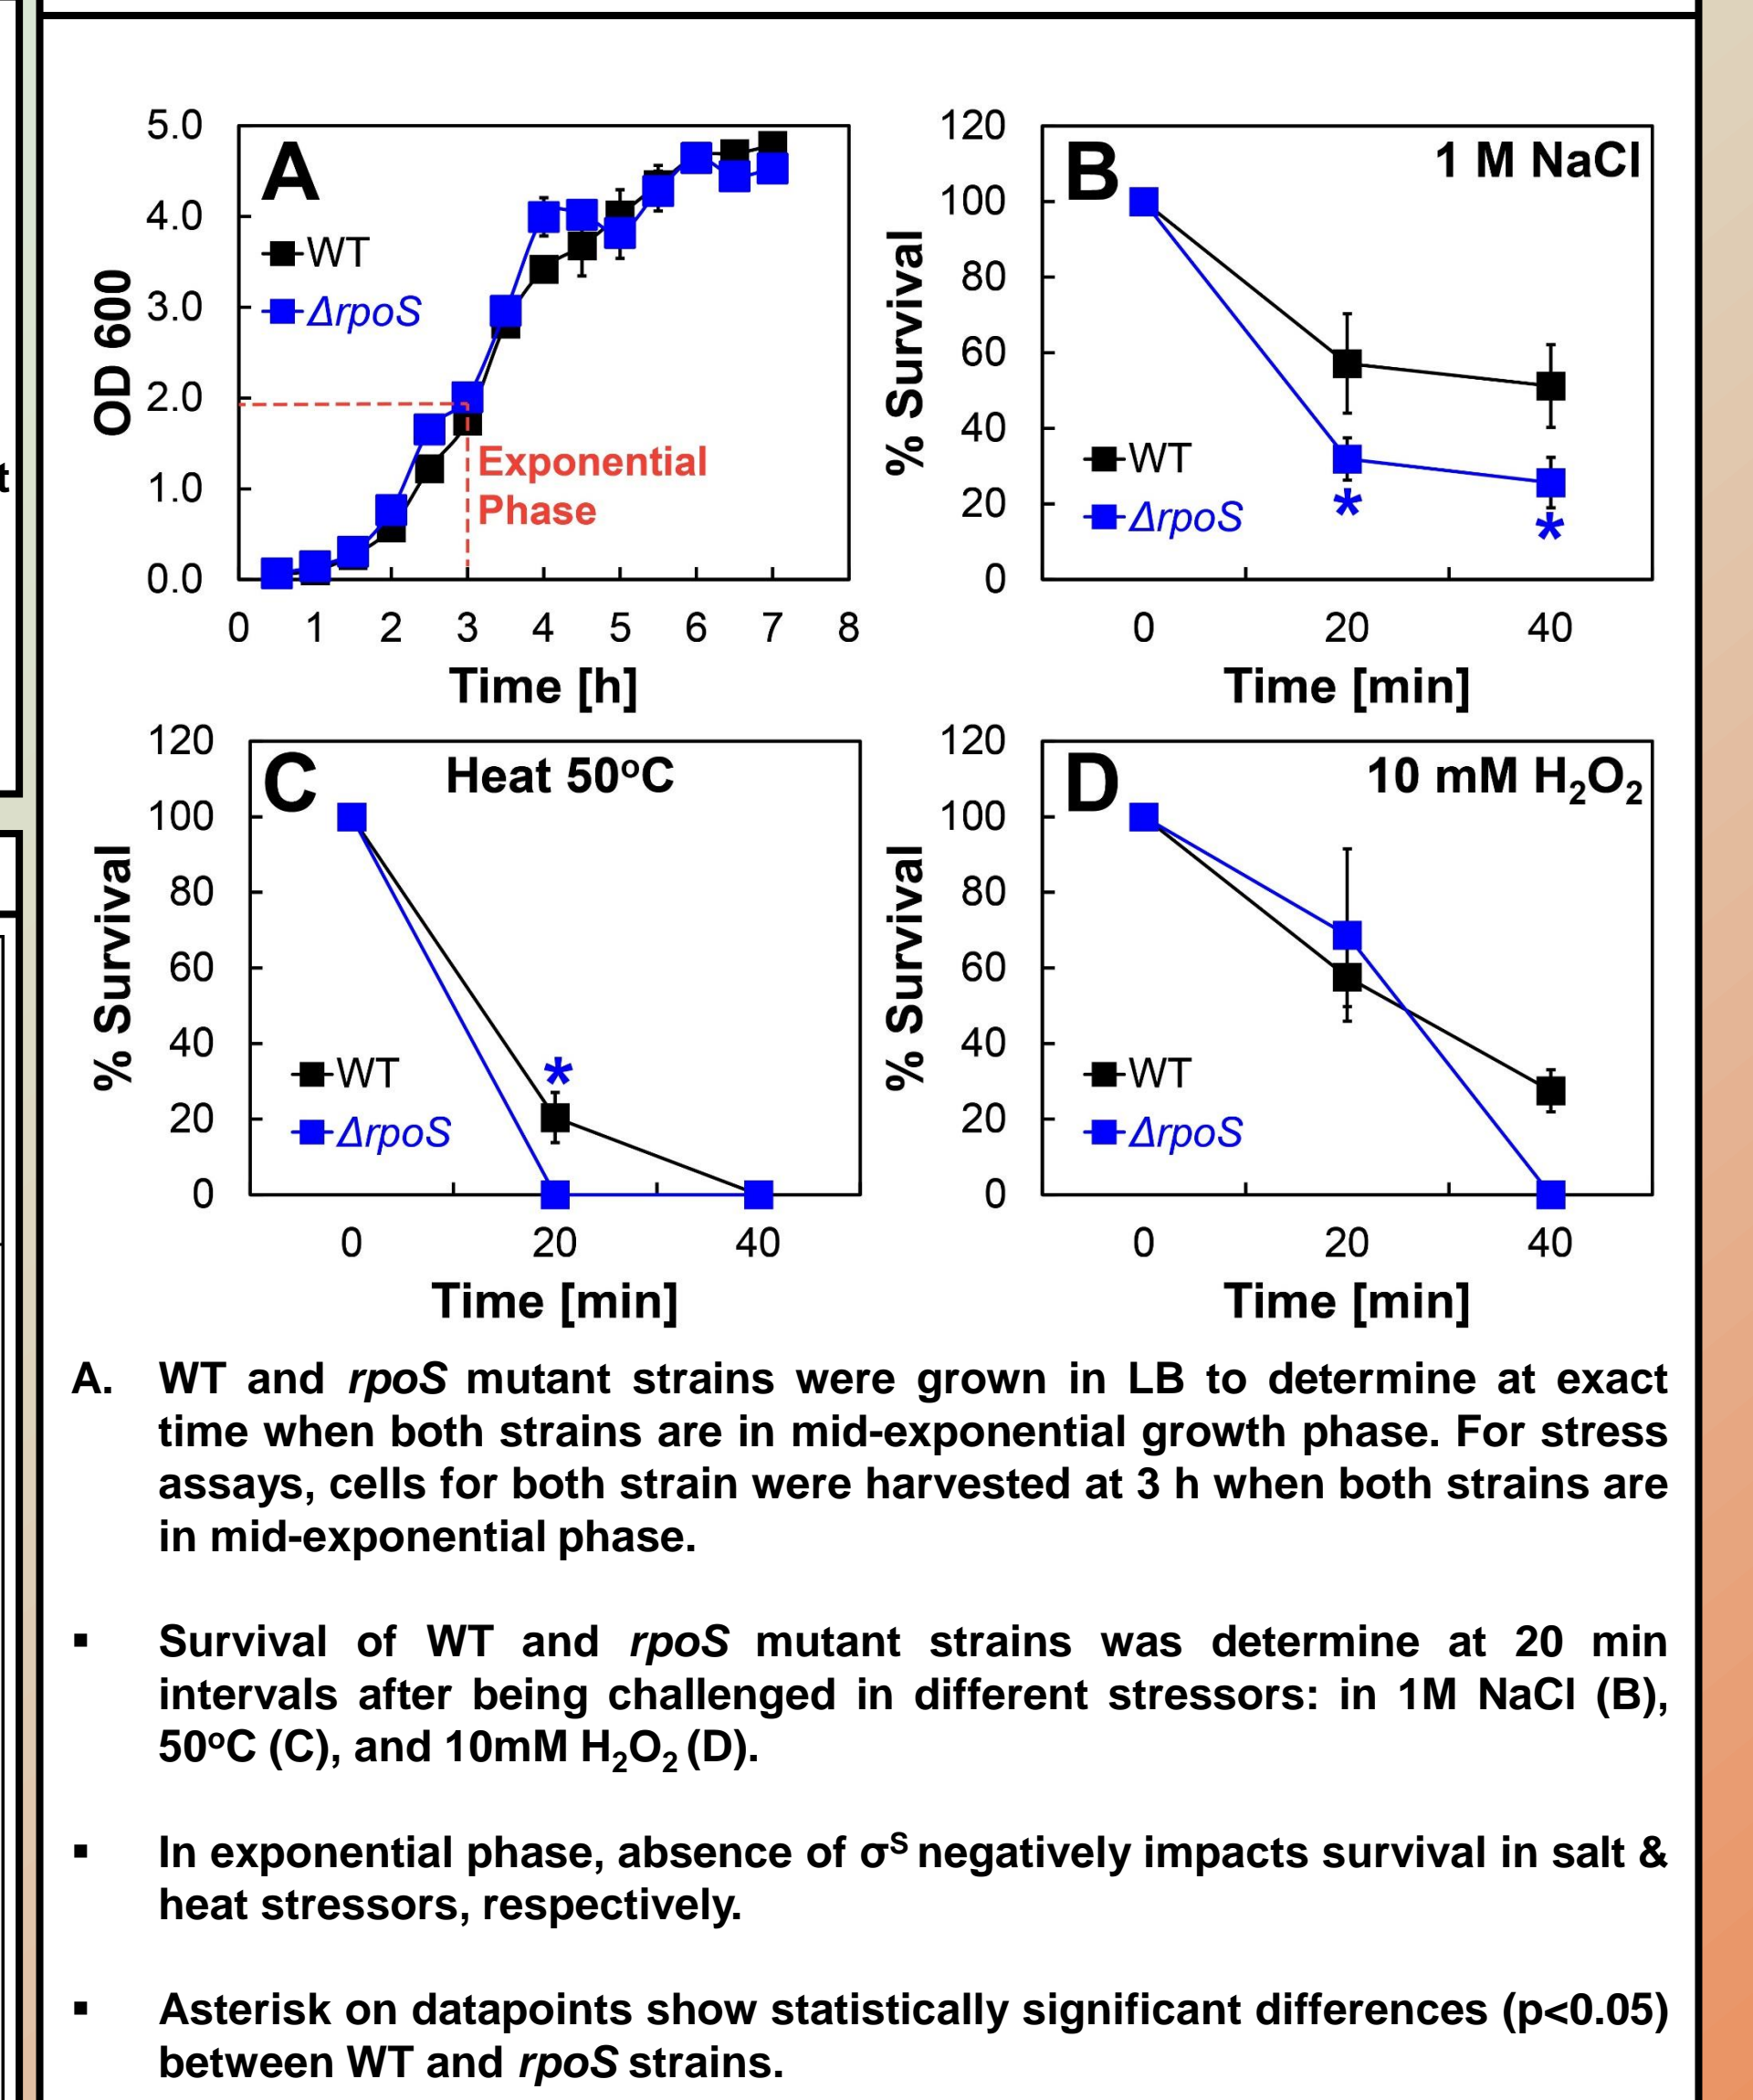 A
5.0
4.0
3.0
2.0
1.0
0.0
OD 600
WT
ΔrpoS
Exponential
Phase
0 1 2 3 4 5 6 7 8
Time [h]
B
1 M NaCl
120
100
80
60
40
20
0
% Survival
WT
ΔrpoS
*
*
0 20 40
Time [min]
C
Heat 50ºC
120
100
80
60
40
20
0
% Survival
WT
ΔrpoS
*
0 20 40
Time [min]
D
10 mM H₂O₂
120
100
80
60
40
20
0
% Survival
WT
ΔrpoS
0 20 40
Time [min]
A. WT and rpoS mutant strains were grown in LB to determine at exact
time when both strains are in mid-exponential growth phase. For stress
assays, cells for both strain were harvested at 3 h when both strains are
in mid-exponential phase.
▪ Survival of WT and rpoS mutant strains was determine at 20 min
intervals after being challenged in different stressors: in 1M NaCl (B),
50ºC (C), and 10mM H₂O₂ (D).
▪ In exponential phase, absence of σˢ negatively impacts survival in salt &
heat stressors, respectively.
▪ Asterisk on datapoints show statistically significant differences (p<0.05)
between WT and rpoS strains.